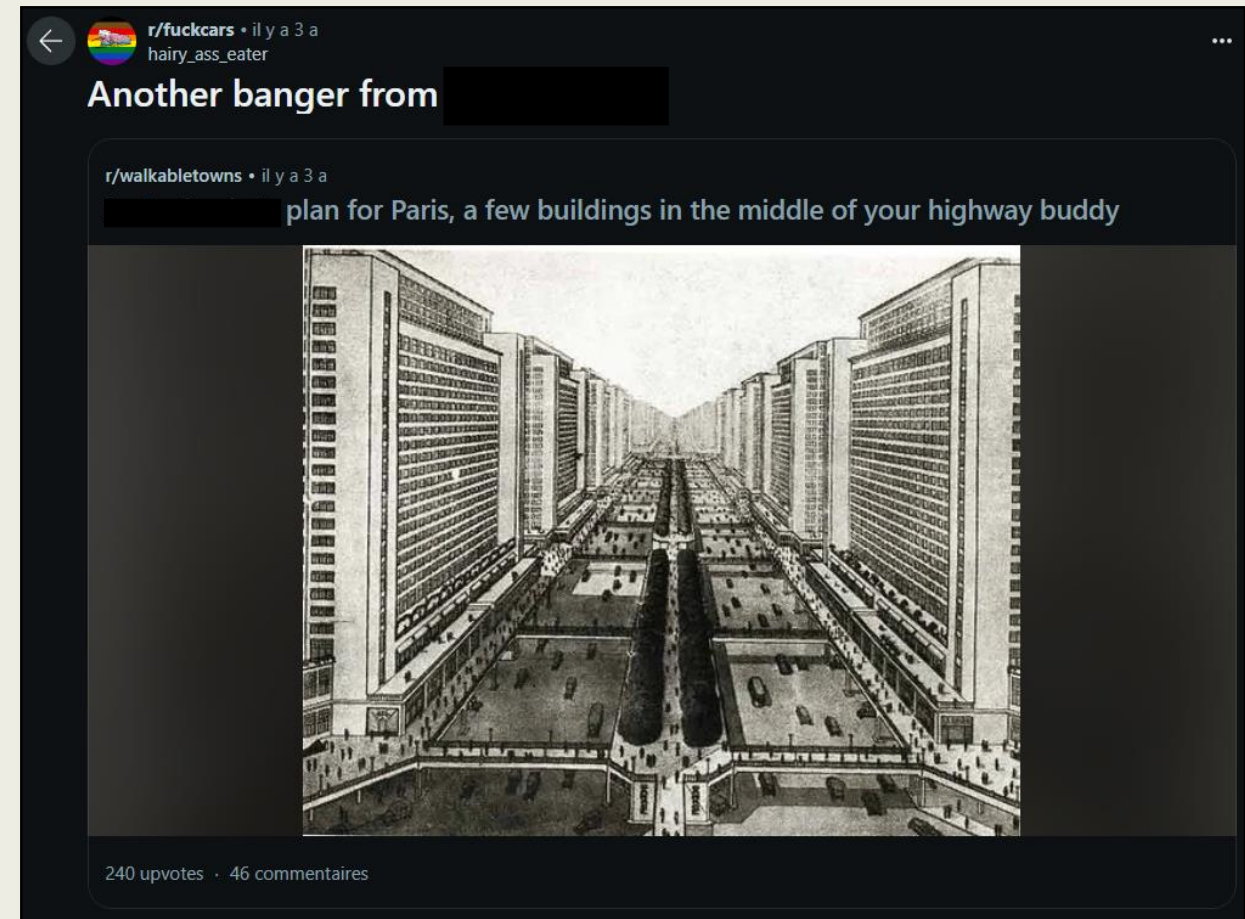 r/fuckcars • il y a 3 a
hairy_ass_eater
Another banger from
r/walkabletowns • il y a 3 a
plan for Paris, a few buildings in the middle of your highway buddy
240 upvotes · 46 commentaires